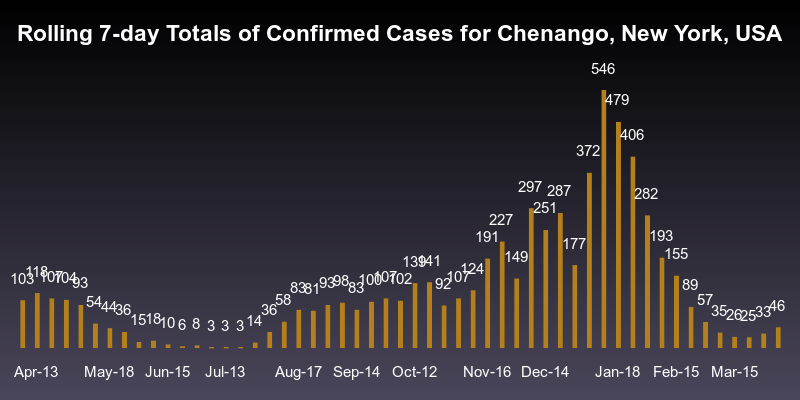 Rolling 7-day Totals of Confirmed Cases for Chenango, New York, USA
103 118 107 104 93 54 44 36 15 18 10 6 8 3 3 3 14 36 58 83 81 93 98 83 100 107 102 139 141 92 107 124 191 227 149 297 251 287 177 372 546 479 406 282 193 155 89 57 35 26 25 33 46
Apr-13 May-18 Jun-15 Jul-13 Aug-17 Sep-14 Oct-12 Nov-16 Dec-14 Jan-18 Feb-15 Mar-15